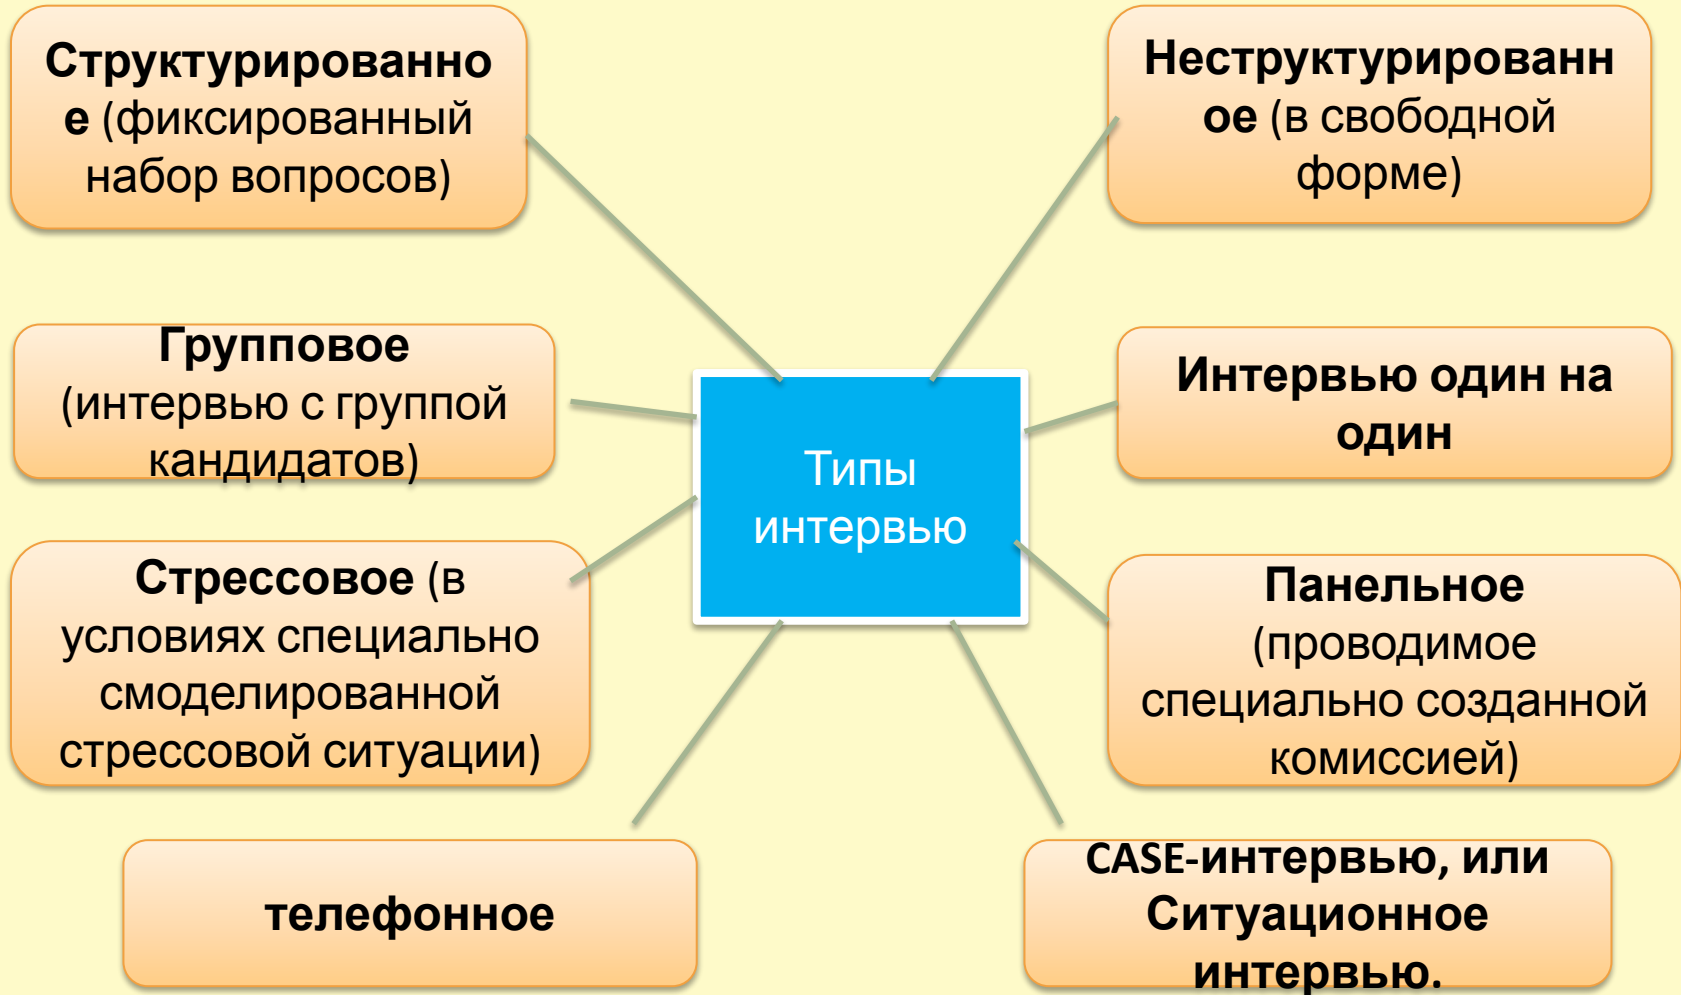 Структурированно
е (фиксированный
набор вопросов)
Неструктурированн
ое (в свободной
форме)
Групповое
(интервью с группой
кандидатов)
Интервью один на
один
Типы
интервью
Стрессовое (в
условиях специально
смоделированной
стрессовой ситуации)
Панельное
(проводимое
специально созданной
комиссией)
телефонное
CASE-интервью, или
Ситуационное
интервью.